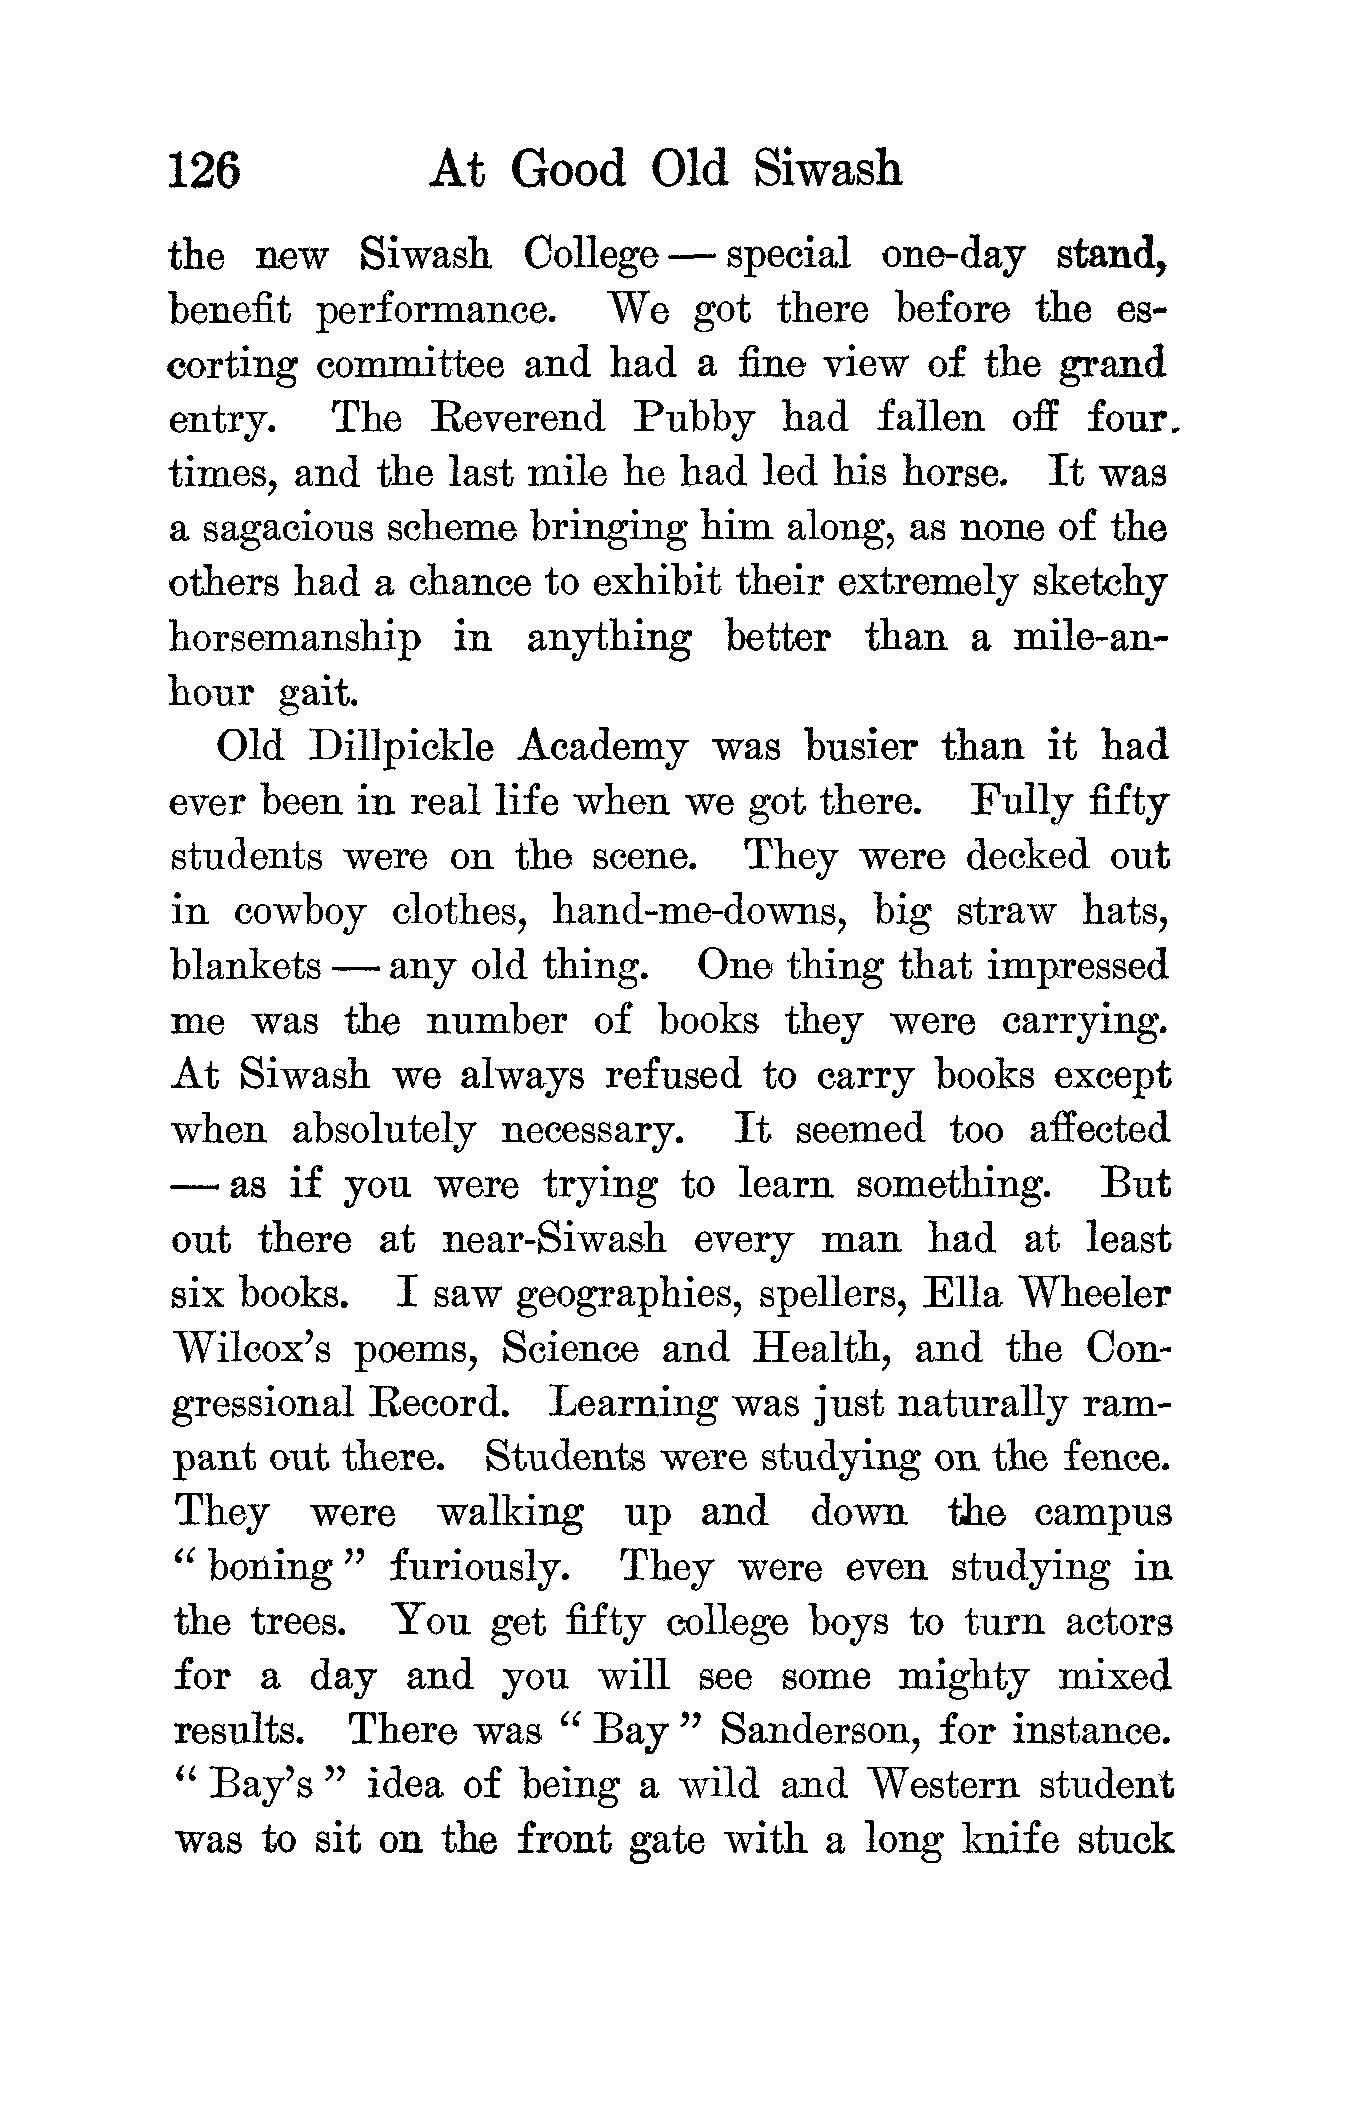 126 At Good Old Siwash
the new Siwash College — special one-day stand,
benefit performance. We got there before the es-
corting committee and had a fine view of the grand
entry. The Reverend Pubby had fallen off four.
times, and the last mile he had led his horse. It was
a sagacious scheme bringing him along, as none of the
others had a chance to exhibit their extremely sketchy
horsemanship in anything better than a mile-an-
hour gait.
Old Dillpickle Academy was busier than it had
ever been in real life when we got there. Fully fifty
students were on the scene. They were decked out
in cowboy clothes, hand-me-downs, big straw hats,
blankets — any old thing. One thing that impressed
me was the number of books they were carrying.
At Siwash we always refused to carry books except
when absolutely necessary. It seemed too affected
— as if you were trying to learn something. But
out there at near-Siwash every man had at least
six books. I saw geographies, spellers, Ella Wheeler
Wilcox's poems, Science and Health, and the Con-
gressional Record. Learning was just naturally ram-
pant out there. Students were studying on the fence.
They were walking up and down the campus
“ boning ” furiously. They were even studying in
the trees. You get fifty college boys to turn actors
for a day and you will see some mighty mixed
results. There was “ Bay ” Sanderson, for instance.
“ Bay's ” idea of being a wild and Western student
was to sit on the front gate with a long knife stuck